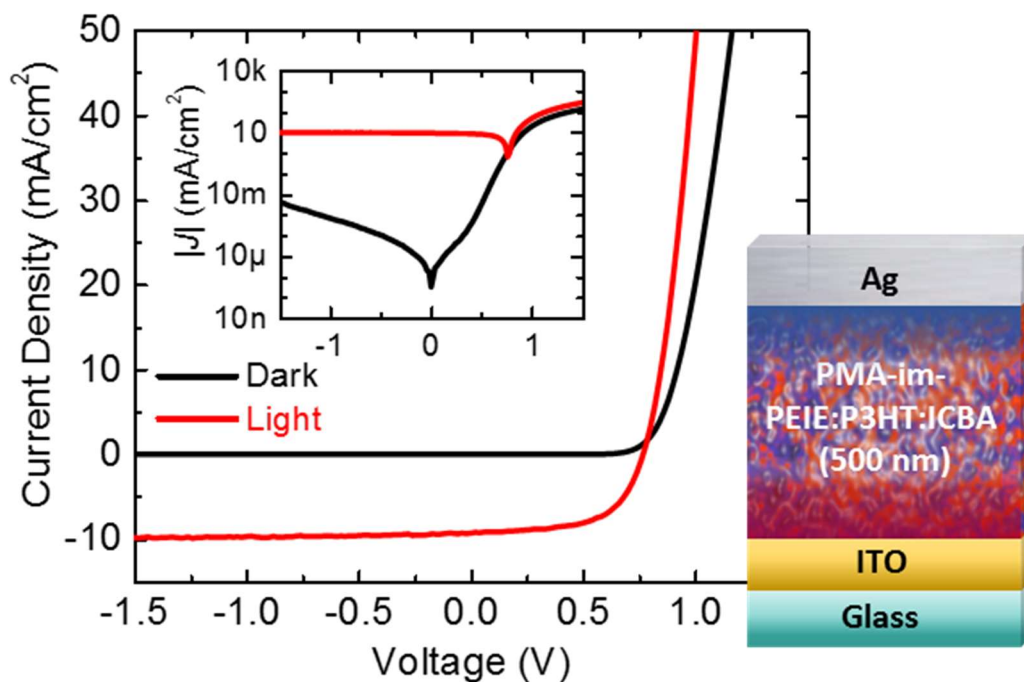 Current Density (mA/cm²)
50
40
30
20
10
0
-10
-1.5
-1.0
-0.5
0.0
0.5
1.0
Voltage (V)
|J| (mA/cm²)
10k
10
10m
10μ
10n
-1
0
1
Dark
Light
Ag
PMA-im-
PEIE:P3HT:ICBA
(500 nm)
ITO
Glass